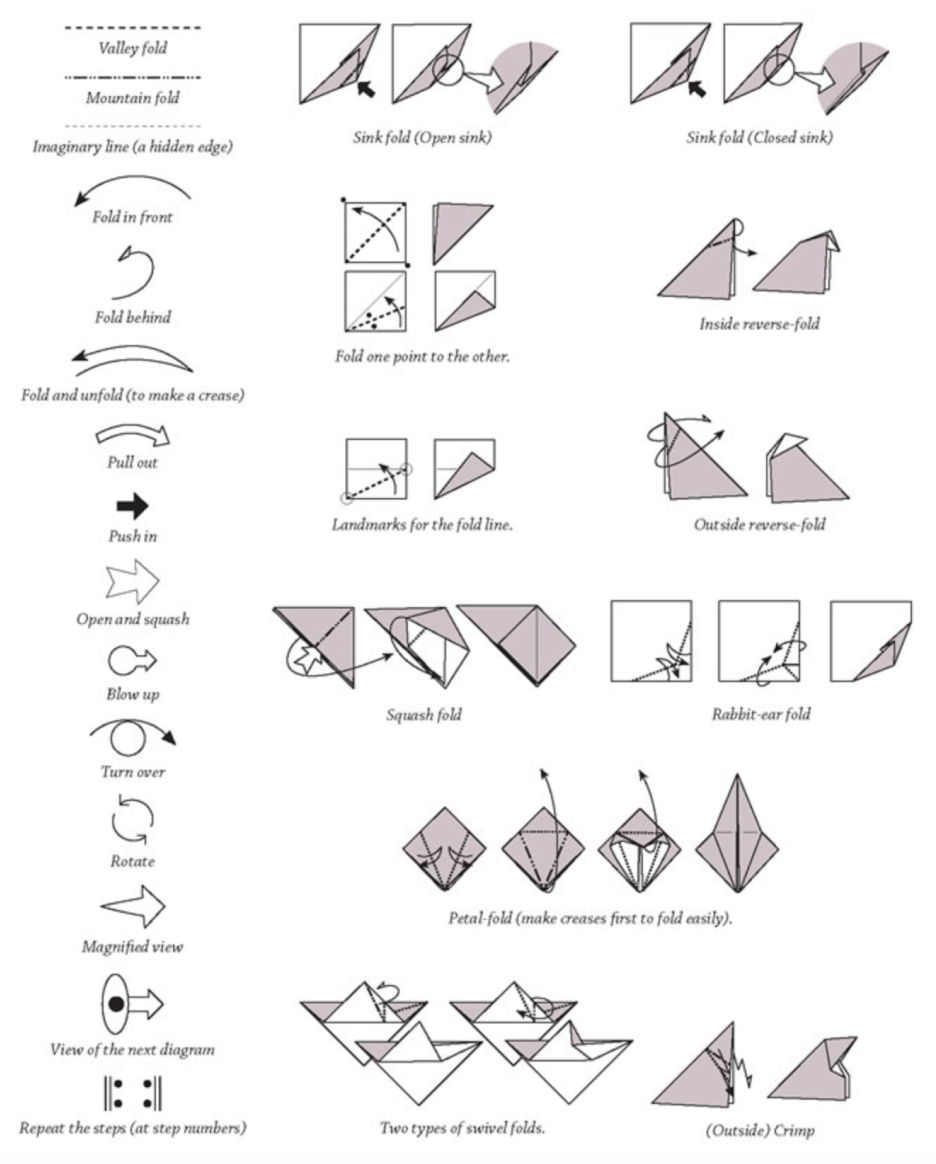 Valley fold
Mountain fold
Imaginary line (a hidden edge)
Fold in front
Fold behind
Fold and unfold (to make a crease)
Pull out
Push in
Open and squash
Blow up
Turn over
Rotate
Magnified view
View of the next diagram
Repeat the steps (at step numbers)
Sink fold (Open sink)
Sink fold (Closed sink)
Fold one point to the other.
Inside reverse-fold
Landmarks for the fold line.
Outside reverse-fold
Squash fold
Rabbit-ear fold
Petal-fold (make creases first to fold easily).
Two types of swivel folds.
(Outside) Crimp